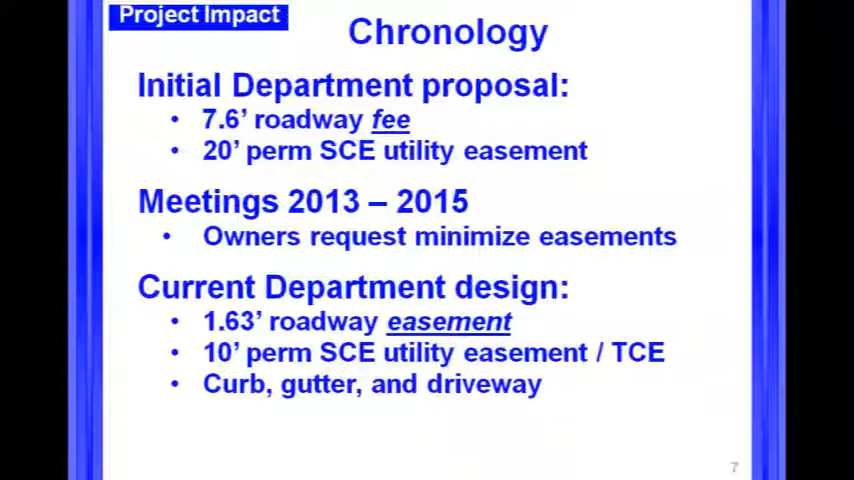 Project Impact
Chronology
Initial Department proposal:
• 7.6’ roadway fee
• 20’ perm SCE utility easement
Meetings 2013 – 2015
• Owners request minimize easements
Current Department design:
• 1.63’ roadway easement
• 10’ perm SCE utility easement / TCE
• Curb, gutter, and driveway
7